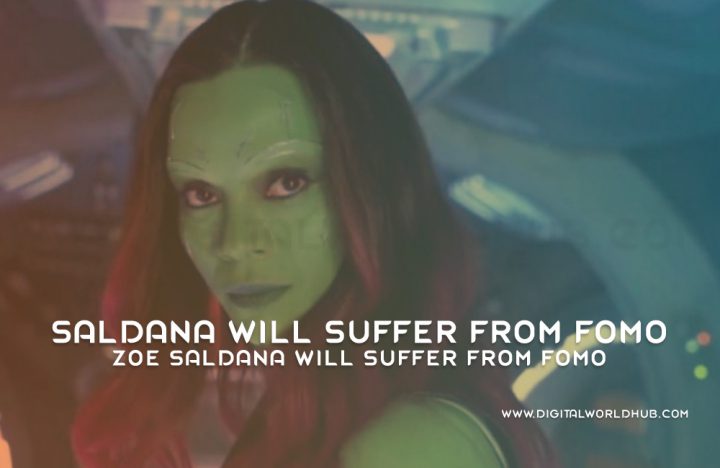 SALDANA WILL SUFFER FROM FOMO
ZOE SALDANA WILL SUFFER FROM FOMO
WWW.DIGITALWORLDHUB.COM